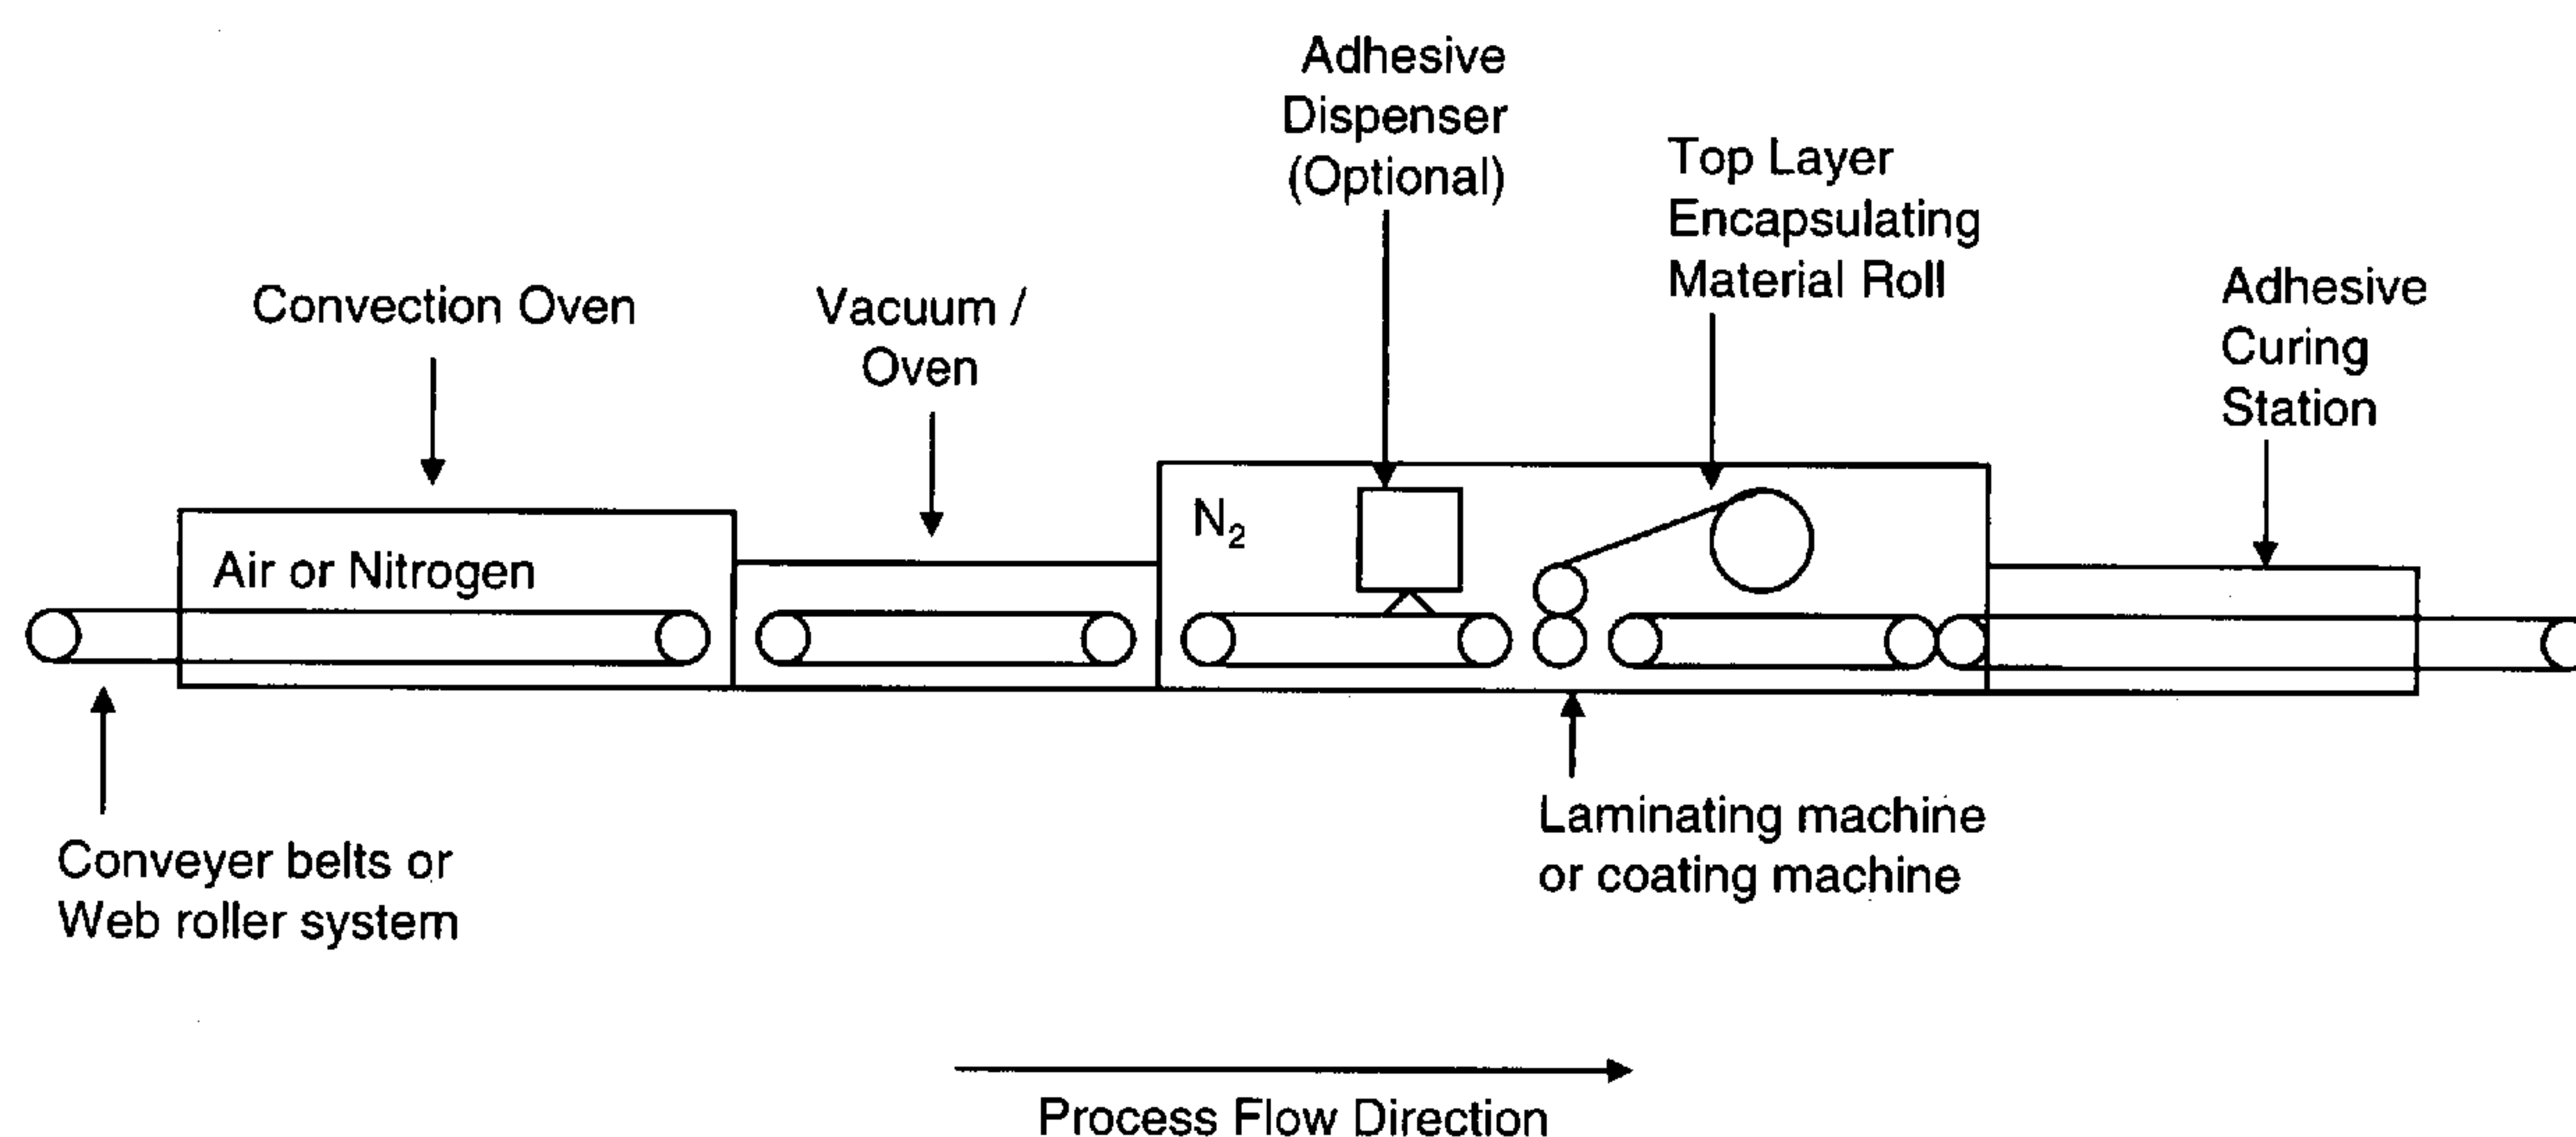 Adhesive
Dispenser
(Optional)
Top Layer
Encapsulating
Material Roll
Convection Oven
Vacuum /
Oven
Adhesive
Curing
Station
Air or Nitrogen
N₂
Conveyer belts or
Web roller system
Laminating machine
or coating machine
Process Flow Direction